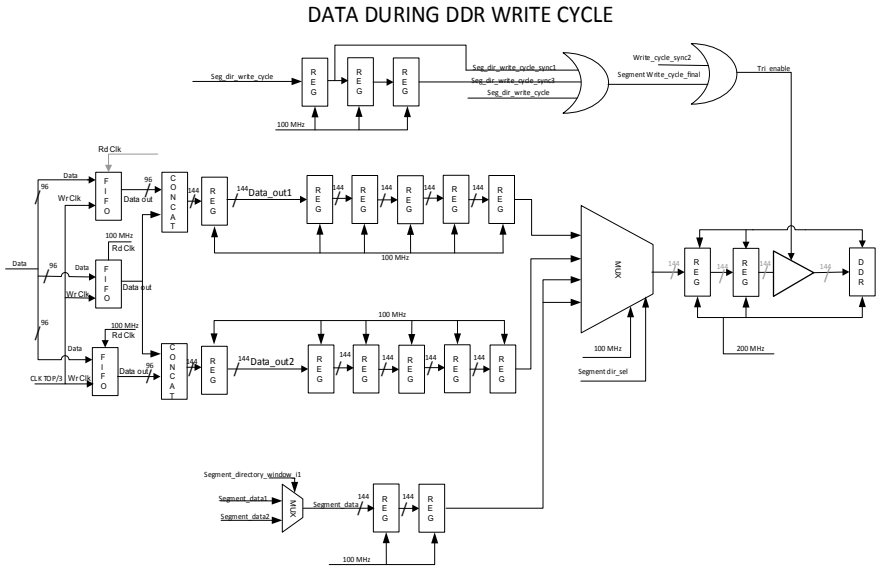 DATA DURING DDR WRITE CYCLE
Seg_dir_write_cycle
REG
REG
REG
100 MHz
Seg_dir_write_cycle_sync1
Seg_dir_write_cycle_sync3
Seg_dir_write_cycle
Write_cycle_sync2
Segment Write_cycle_final
Tri_enable
Rd Clk
Data
96
Wr Clk
FIFO
96
Data out
CONCAT
144
REG
144
Data_out1
REG
144
REG
144
REG
144
REG
144
REG
100 MHz
Data
96
100 MHz
Rd Clk
Data
Wr Clk
FIFO
Data out
96
100 MHz
Rd Clk
Data
CLK TOP/3
Wr Clk
FIFO
Data out
96
CONCAT
144
REG
144
Data_out2
100 MHz
REG
144
REG
144
REG
144
REG
144
REG
MUX
100 MHz
Segment dir_sel
144
REG
144
REG
144
144
DDR
200 MHz
Segment_directory_window_i1
Segment_data1
Segment_data2
MUX
Segment_data
144
REG
144
REG
100 MHz